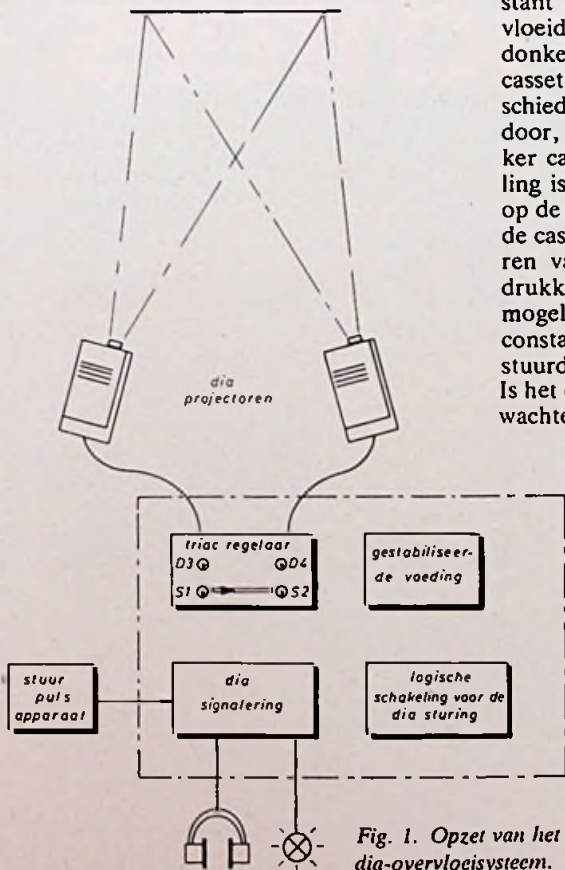 stant
vloeid
donke
casset
schied
door,
ker ca
ling is
op de
de cas
ren va
drukk
mogel
consta
stuurd
Is het
wachte
dia
projectoren
triac regelaar
D3 D4
S1 S2
gestabiliseer-
de voeding
stuur
puls
apparaat
dia
signalering
logische
schakeling voor de
dia sturing
Fig. 1. Opzet van het
dia-overvloeisysteem.